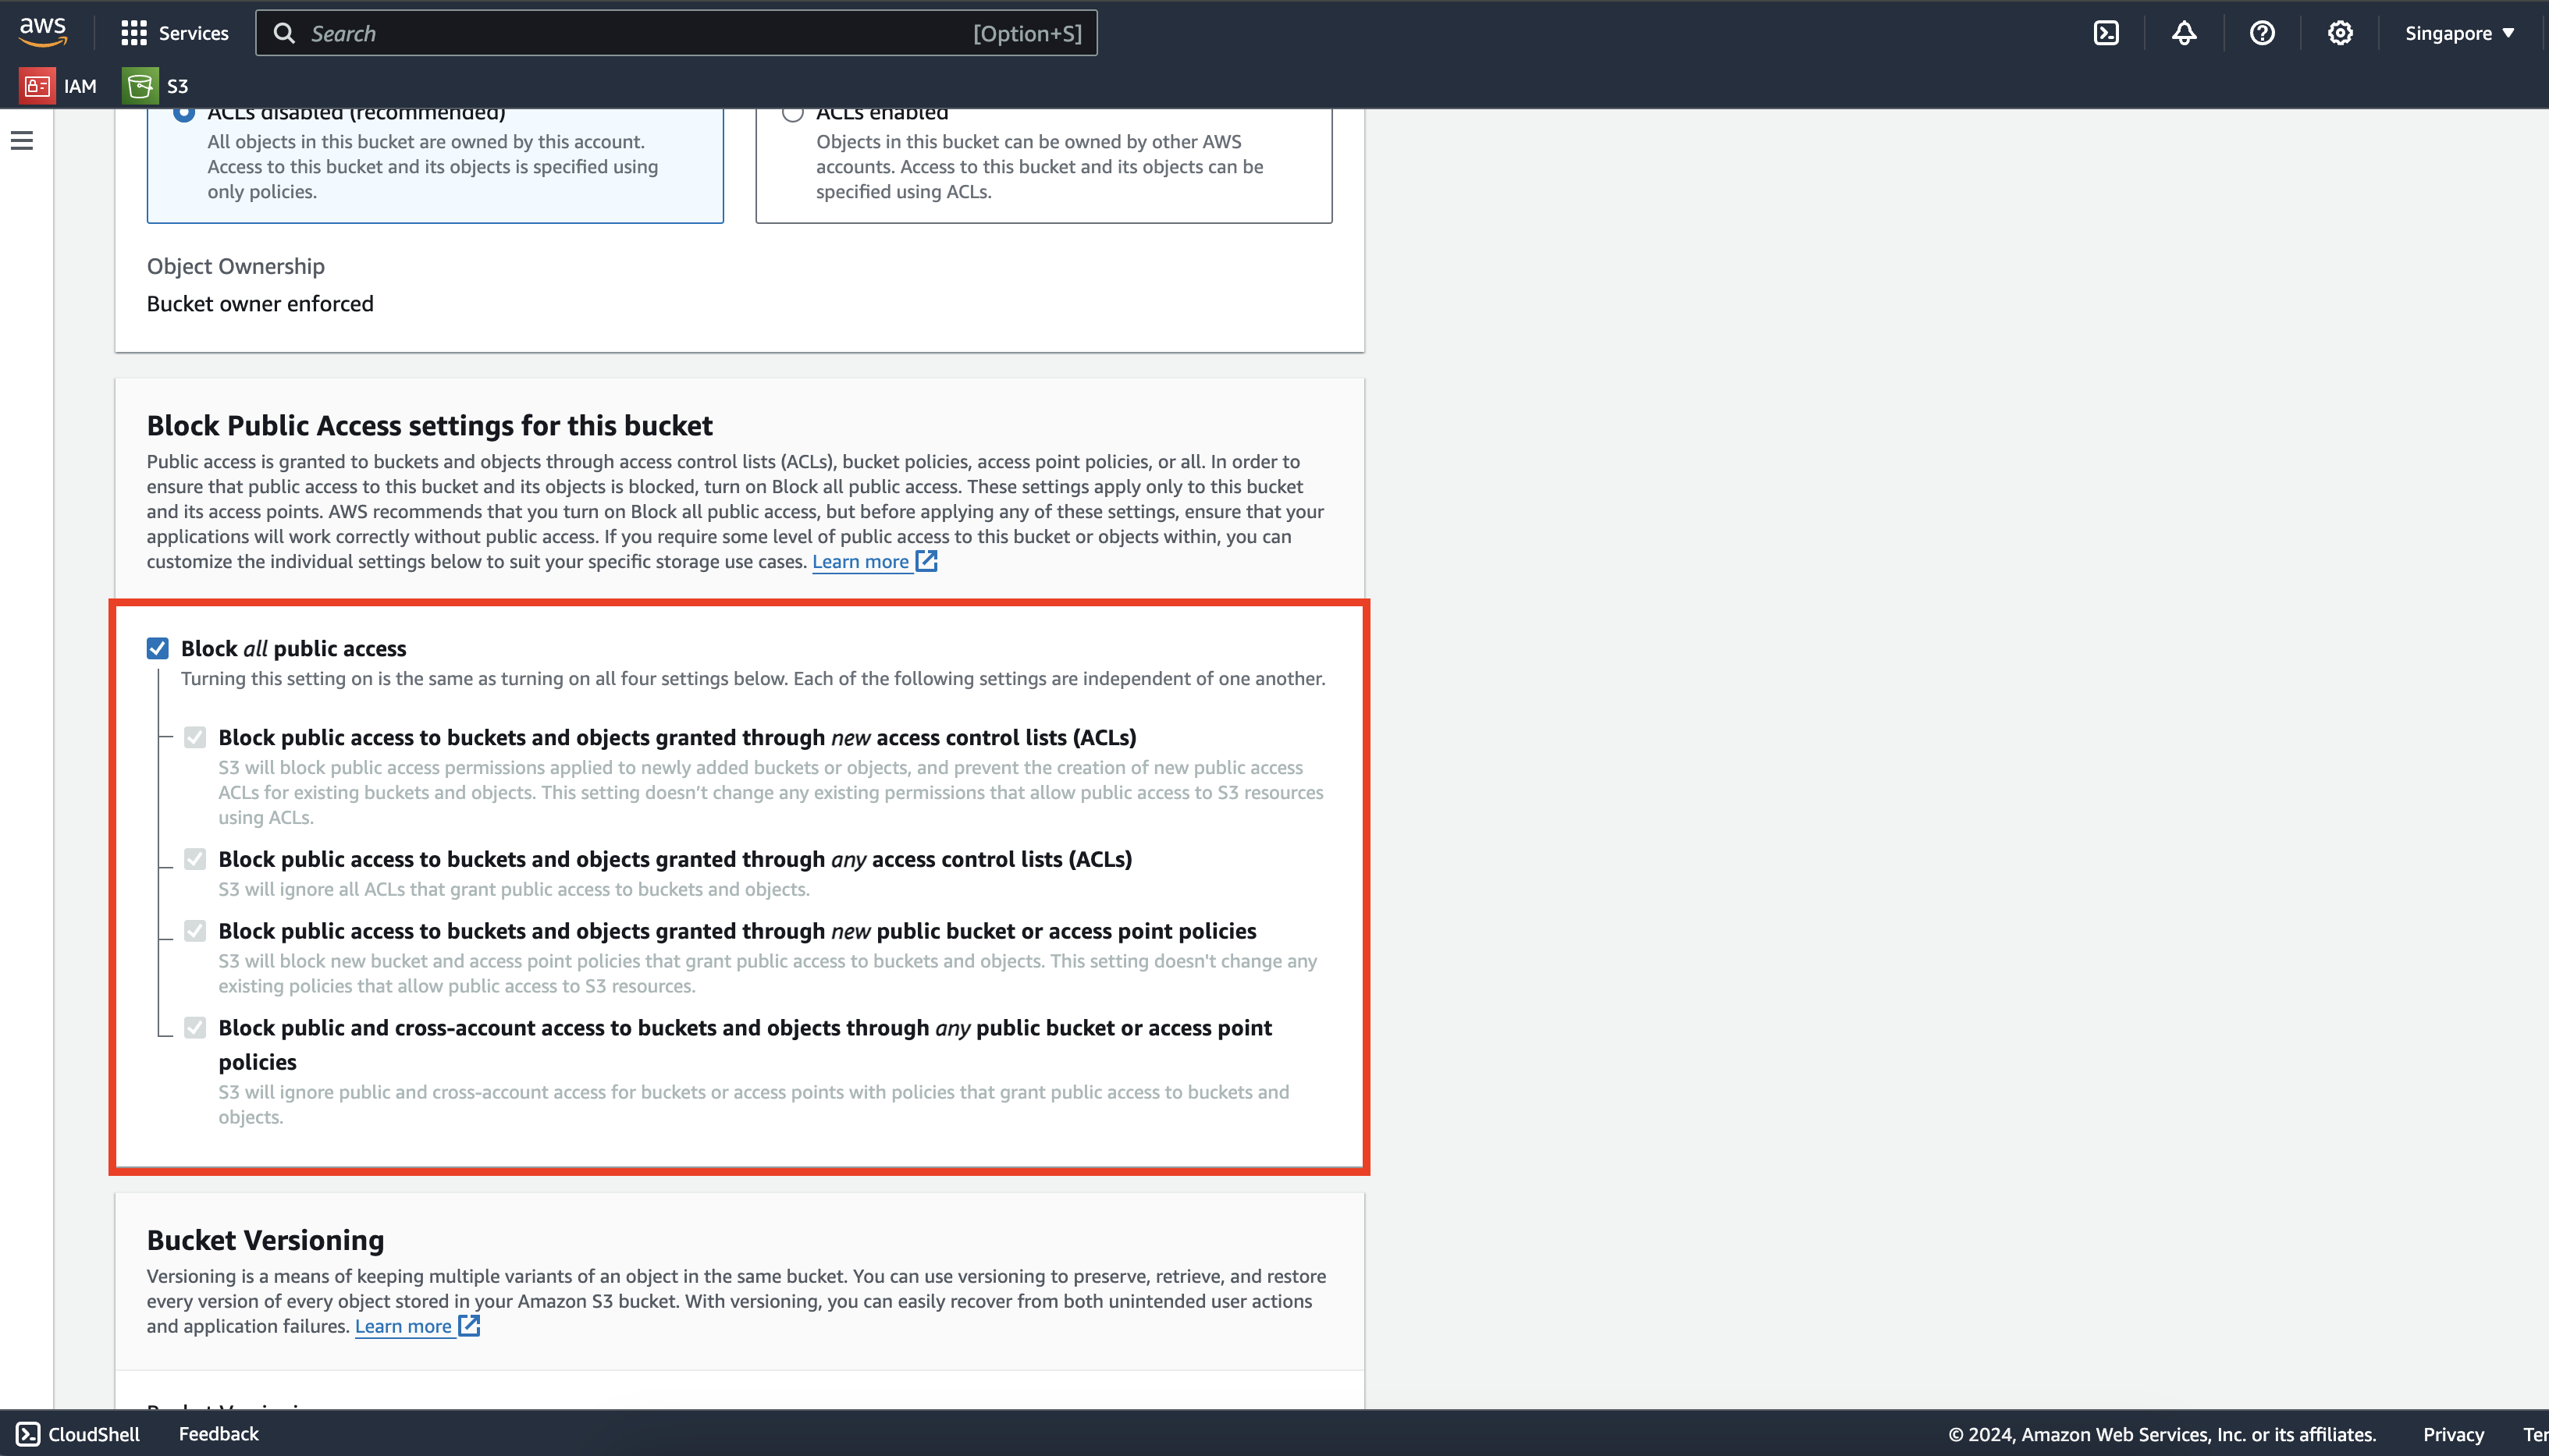 aws
Services
Search
[Option+S]
Singapore
IAM
S3
ACLs disabled (recommended)
All objects in this bucket are owned by this account.
Access to this bucket and its objects is specified using
only policies.
ACLs enabled
Objects in this bucket can be owned by other AWS
accounts. Access to this bucket and its objects can be
specified using ACLs.
Object Ownership
Bucket owner enforced
Block Public Access settings for this bucket
Public access is granted to buckets and objects through access control lists (ACLs), bucket policies, access point policies, or all. In order to
ensure that public access to this bucket and its objects is blocked, turn on Block all public access. These settings apply only to this bucket
and its access points. AWS recommends that you turn on Block all public access, but before applying any of these settings, ensure that your
applications will work correctly without public access. If you require some level of public access to this bucket or objects within, you can
customize the individual settings below to suit your specific storage use cases. Learn more
Block all public access
Turning this setting on is the same as turning on all four settings below. Each of the following settings are independent of one another.
Block public access to buckets and objects granted through new access control lists (ACLs)
S3 will block public access permissions applied to newly added buckets or objects, and prevent the creation of new public access
ACLs for existing buckets and objects. This setting doesn’t change any existing permissions that allow public access to S3 resources
using ACLs.
Block public access to buckets and objects granted through any access control lists (ACLs)
S3 will ignore all ACLs that grant public access to buckets and objects.
Block public access to buckets and objects granted through new public bucket or access point policies
S3 will block new bucket and access point policies that grant public access to buckets and objects. This setting doesn't change any
existing policies that allow public access to S3 resources.
Block public and cross-account access to buckets and objects through any public bucket or access point
policies
S3 will ignore public and cross-account access for buckets or access points with policies that grant public access to buckets and
objects.
Bucket Versioning
Versioning is a means of keeping multiple variants of an object in the same bucket. You can use versioning to preserve, retrieve, and restore
every version of every object stored in your Amazon S3 bucket. With versioning, you can easily recover from both unintended user actions
and application failures. Learn more
CloudShell
Feedback
© 2024, Amazon Web Services, Inc. or its affiliates.
Privacy